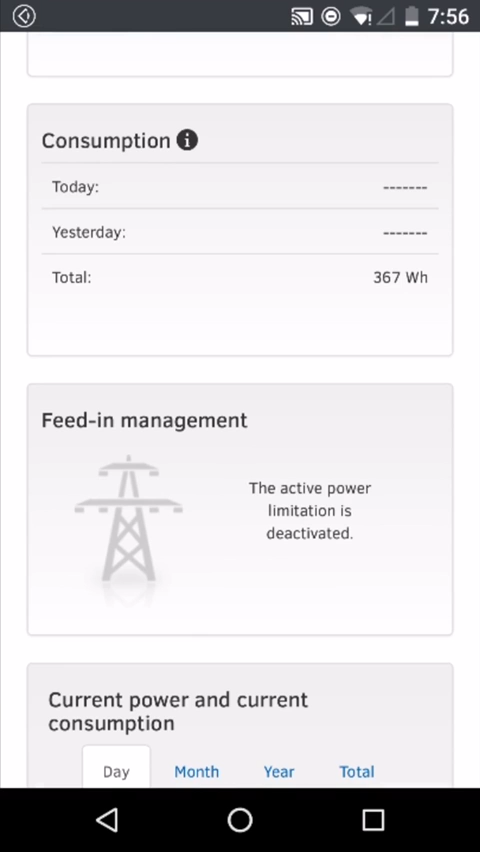 7:56
Consumption
Today: -------
Yesterday: -------
Total: 367 Wh
Feed-in management
The active power
limitation is
deactivated.
Current power and current
consumption
Day Month Year Total